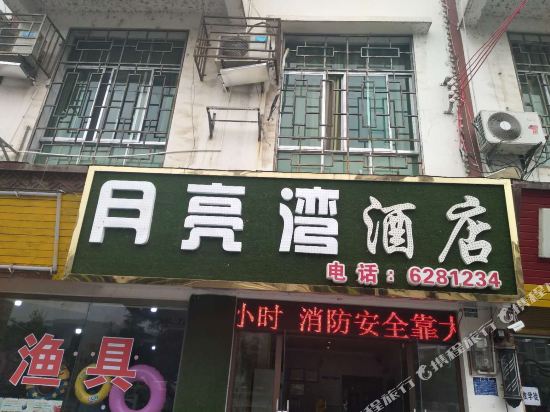 月亮湾酒店
电话：6281234
小时 消防安全靠大
渔具
携程旅行